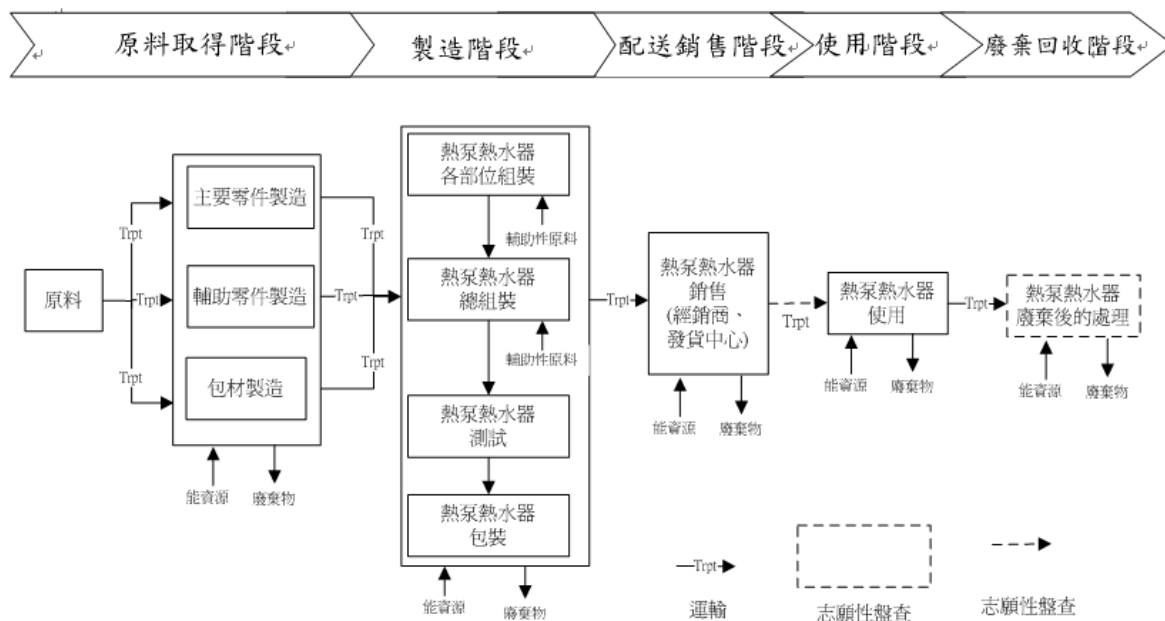 原料取得階段
製造階段
配送銷售階段
使用階段
廢棄回收階段
原料
Trpt
Trpt
Trpt
主要零件製造
輔助零件製造
包材製造
能資源
廢棄物
Trpt
Trpt
Trpt
熱泵熱水器
各部位組裝
輔助性原料
熱泵熱水器
總組裝
輔助性原料
熱泵熱水器
測試
熱泵熱水器
包裝
能資源
廢棄物
Trpt
熱泵熱水器
銷售
(經銷商、
發貨中心)
能資源
廢棄物
Trpt
熱泵熱水器
使用
能資源
廢棄物
Trpt
熱泵熱水器
廢棄後的處理
能資源
廢棄物
Trpt
運輸
志願性盤查
志願性盤查